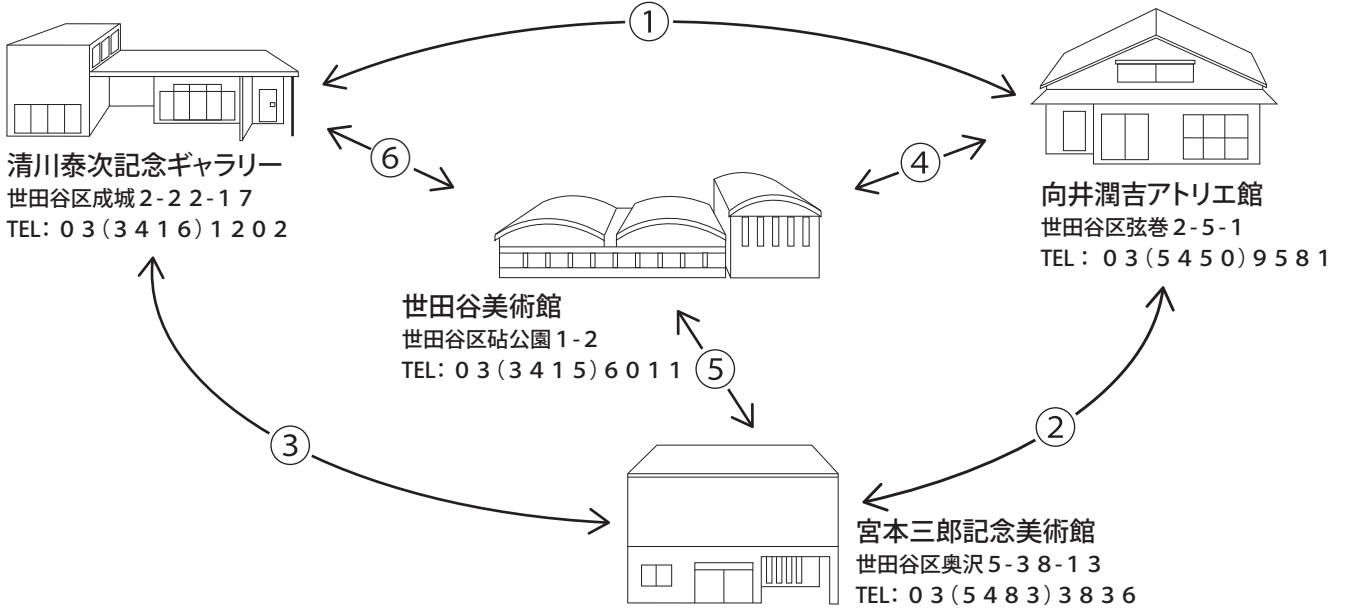 ①
清川泰次記念ギャラリー
世田谷区成城2-22-17
TEL: 03(3416)1202
⑥
④
向井潤吉アトリエ館
世田谷区弦巻2-5-1
TEL: 03(5450)9581
世田谷美術館
世田谷区砧公園1-2
TEL: 03(3415)6011
⑤
③
②
宮本三郎記念美術館
世田谷区奥沢5-38-13
TEL: 03(5483)3836